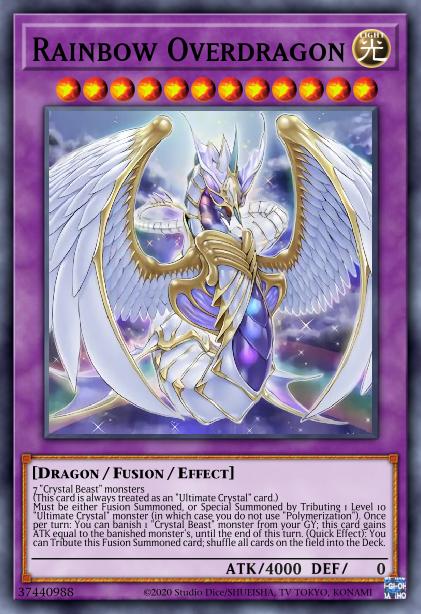 RAINBOW OVERDRAGON
LIGHT
光
[DRAGON / FUSION / EFFECT]
7 "Crystal Beast" monsters
(This card is always treated as an "Ultimate Crystal" card.)
Must be either Fusion Summoned, or Special Summoned by Tributing 1 Level 10
"Ultimate Crystal" monster (in which case you do not use "Polymerization"). Once
per turn: You can banish 1 "Crystal Beast" monster from your GY; this card gains
ATK equal to the banished monster's, until the end of this turn. (Quick Effect): You
can Tribute this Fusion Summoned card; shuffle all cards on the field into the Deck.
ATK/4000 DEF/ 0
37440988 ©2020 Studio Dice/SHUEISHA, TV TOKYO, KONAMI